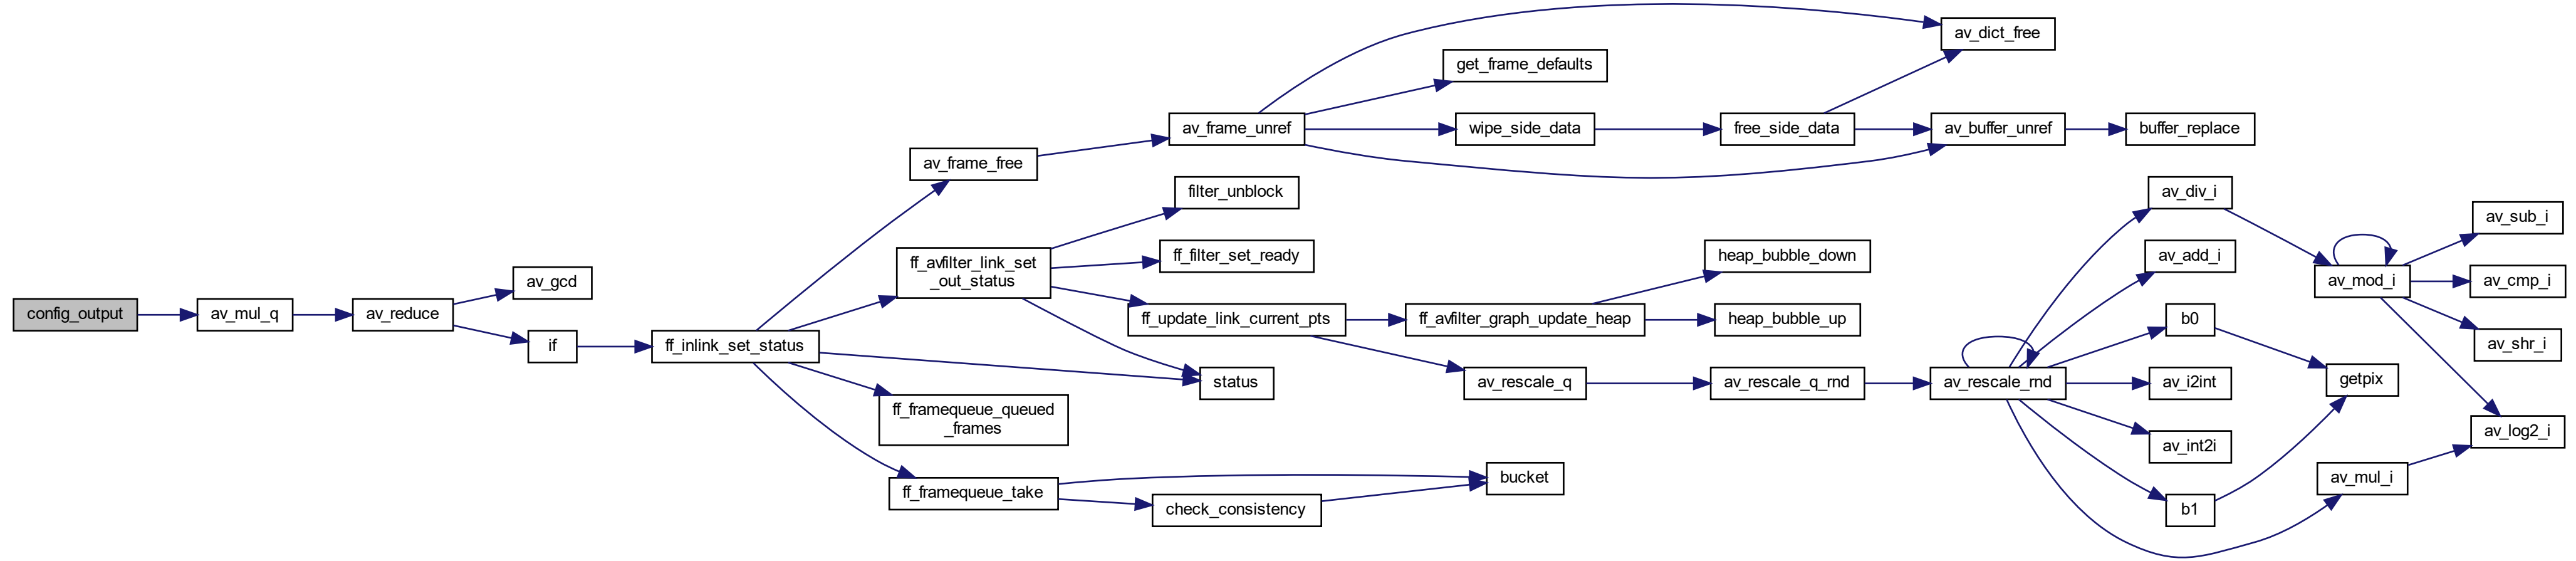 config_output
av_mul_q
av_reduce
av_gcd
if
ff_inlink_set_status
av_frame_free
ff_avfilter_link_set
_out_status
ff_framequeue_queued
_frames
ff_framequeue_take
av_frame_unref
filter_unblock
ff_filter_set_ready
ff_update_link_current_pts
status
check_consistency
bucket
get_frame_defaults
wipe_side_data
ff_avfilter_graph_update_heap
av_rescale_q
free_side_data
heap_bubble_down
heap_bubble_up
av_rescale_q_rnd
av_dict_free
av_buffer_unref
buffer_replace
av_rescale_rnd
av_div_i
av_add_i
b0
av_i2int
av_int2i
b1
av_mod_i
getpix
av_mul_i
av_sub_i
av_cmp_i
av_shr_i
av_log2_i